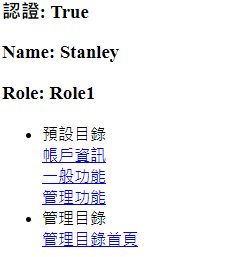 認證: True
Name: Stanley
Role: Role1
• 預設目錄
帳戶資訊
一般功能
管理功能
• 管理目錄
管理目錄首頁